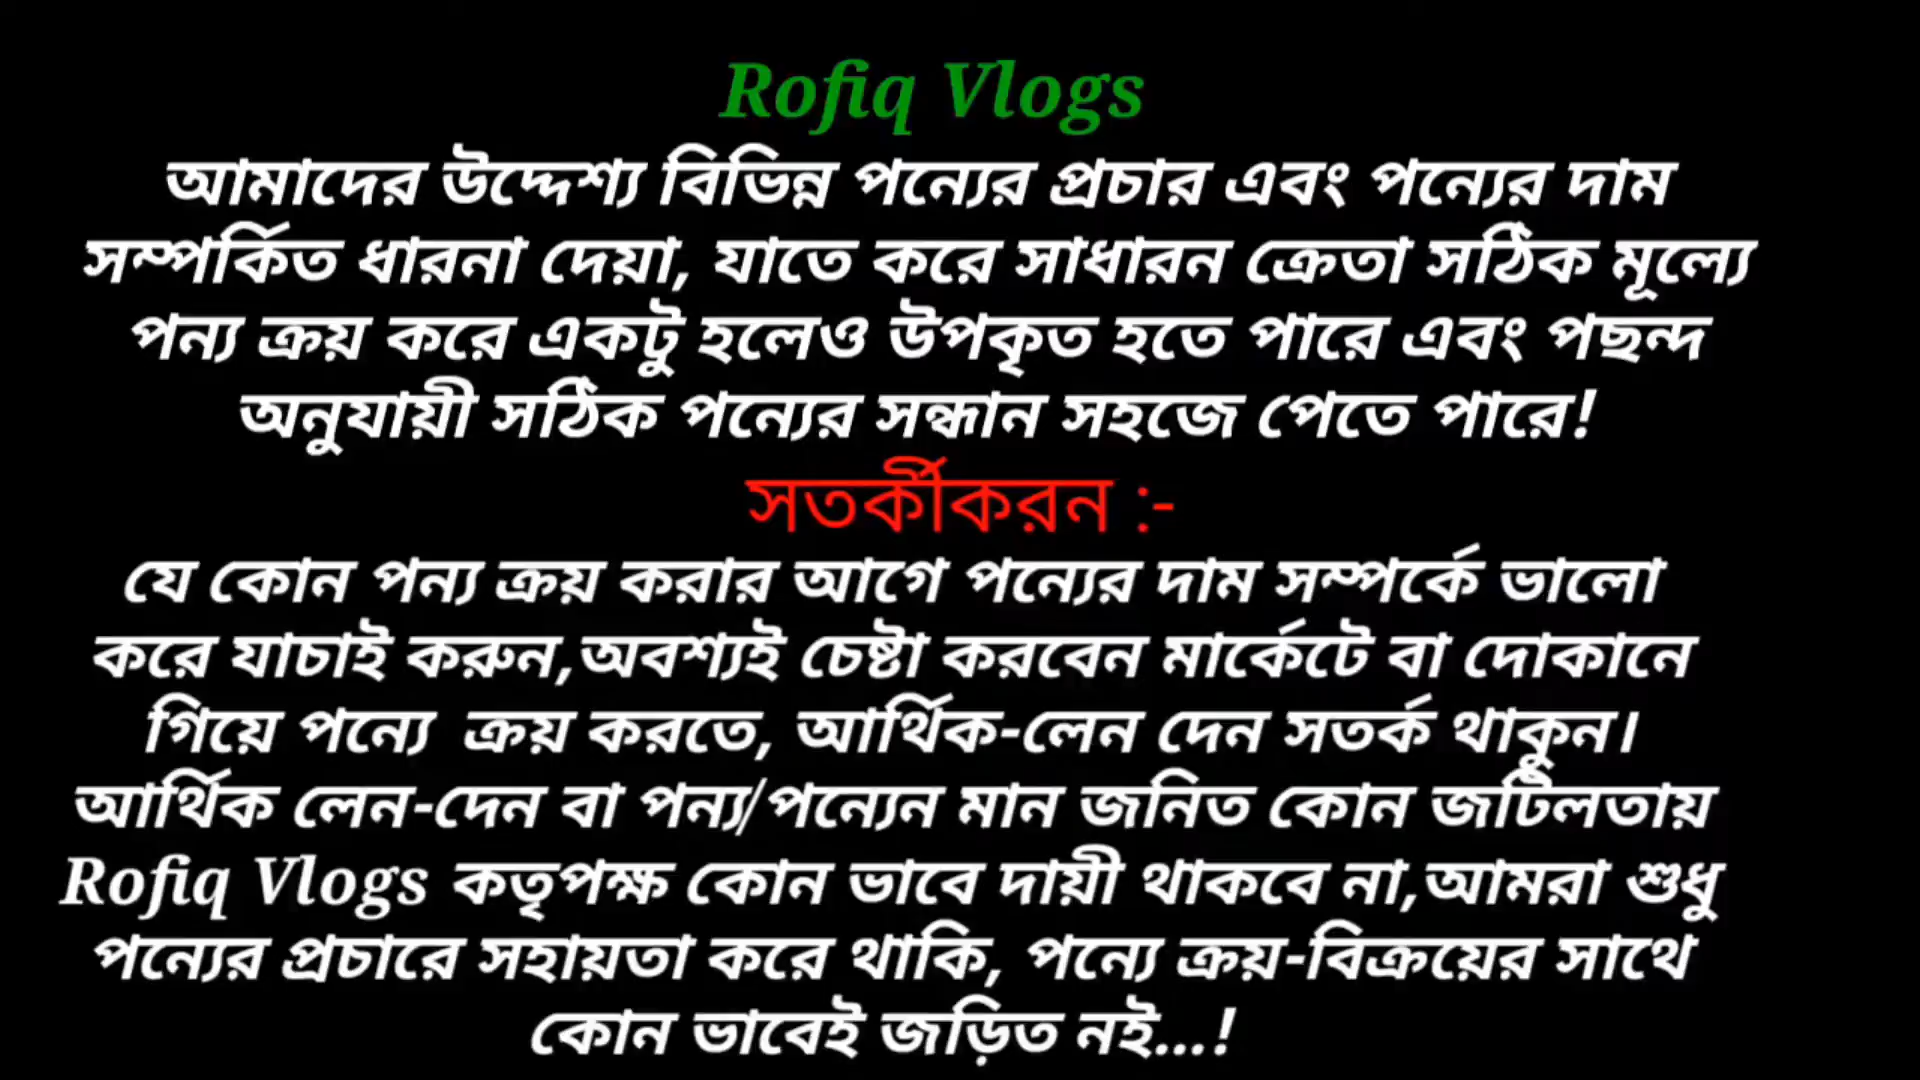 Rofiq Vlogs
আমাদের উদ্দেশ্য বিভিন্ন পন্যের প্রচার এবং পন্যের দাম
সম্পর্কিত ধারনা দেয়া, যাতে করে সাধারন ক্রেতা সঠিক মূল্যে
পন্য ক্রয় করে একটু হলেও উপকৃত হতে পারে এবং পছন্দ
অনুযায়ী সঠিক পন্যের সন্ধান সহজে পেতে পারে!
সতর্কীকরন :-
যে কোন পন্য ক্রয় করার আগে পন্যের দাম সম্পর্কে ভালো
করে যাচাই করুন,অবশ্যই চেষ্টা করবেন মার্কেটে বা দোকানে
গিয়ে পন্যে ক্রয় করতে, আর্থিক-লেন দেন সতর্ক থাকুন।
আর্থিক লেন-দেন বা পন্য/পন্যেন মান জনিত কোন জটিলতায়
Rofiq Vlogs কতৃপক্ষ কোন ভাবে দায়ী থাকবে না,আমরা শুধু
পন্যের প্রচারে সহায়তা করে থাকি, পন্যে ক্রয়-বিক্রয়ের সাথে
কোন ভাবেই জড়িত নই...!